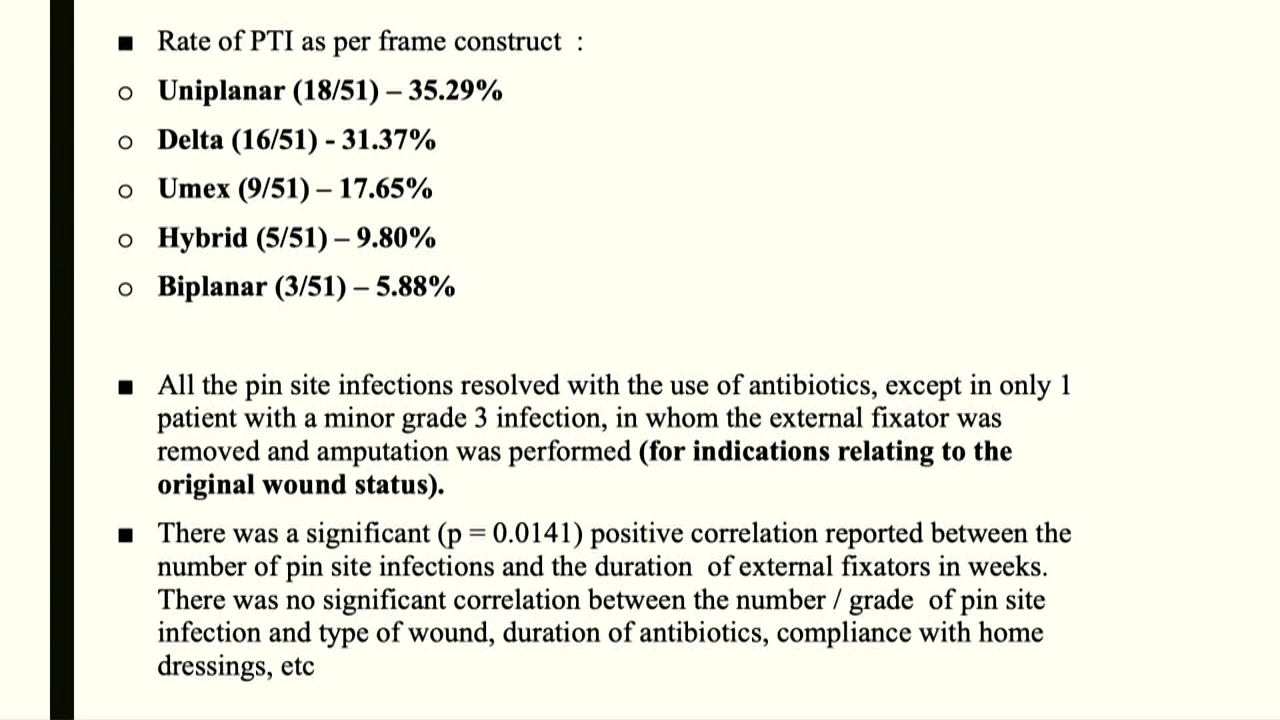 ■ Rate of PTI as per frame construct :
○ Uniplanar (18/51) – 35.29%
○ Delta (16/51) - 31.37%
○ Umex (9/51) – 17.65%
○ Hybrid (5/51) – 9.80%
○ Biplanar (3/51) – 5.88%
■ All the pin site infections resolved with the use of antibiotics, except in only 1
patient with a minor grade 3 infection, in whom the external fixator was
removed and amputation was performed (for indications relating to the
original wound status).
■ There was a significant (p = 0.0141) positive correlation reported between the
number of pin site infections and the duration of external fixators in weeks.
There was no significant correlation between the number / grade of pin site
infection and type of wound, duration of antibiotics, compliance with home
dressings, etc